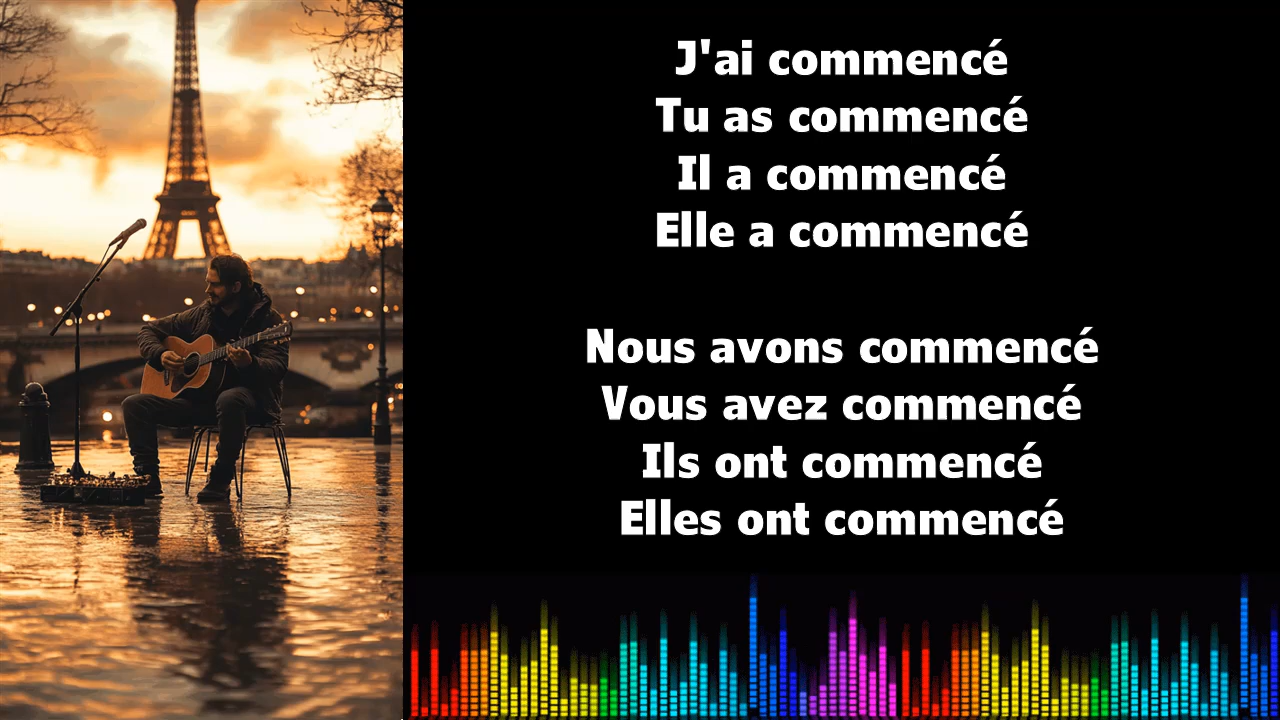 J'ai commencé
Tu as commencé
Il a commencé
Elle a commencé
Nous avons commencé
Vous avez commencé
Ils ont commencé
Elles ont commencé